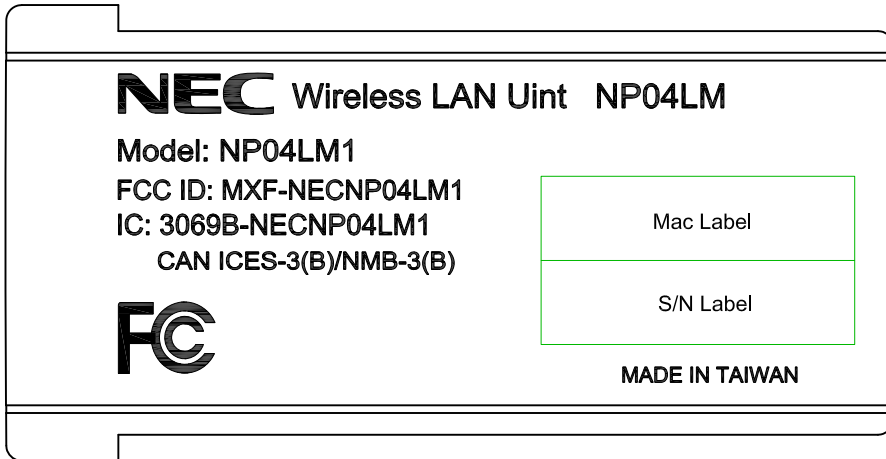 NEC Wireless LAN Uint NP04LM
Model: NP04LM1
FCC ID: MXF-NECNP04LM1
IC: 3069B-NECNP04LM1
CAN ICES-3(B)/NMB-3(B)
FC
Mac Label
S/N Label
MADE IN TAIWAN